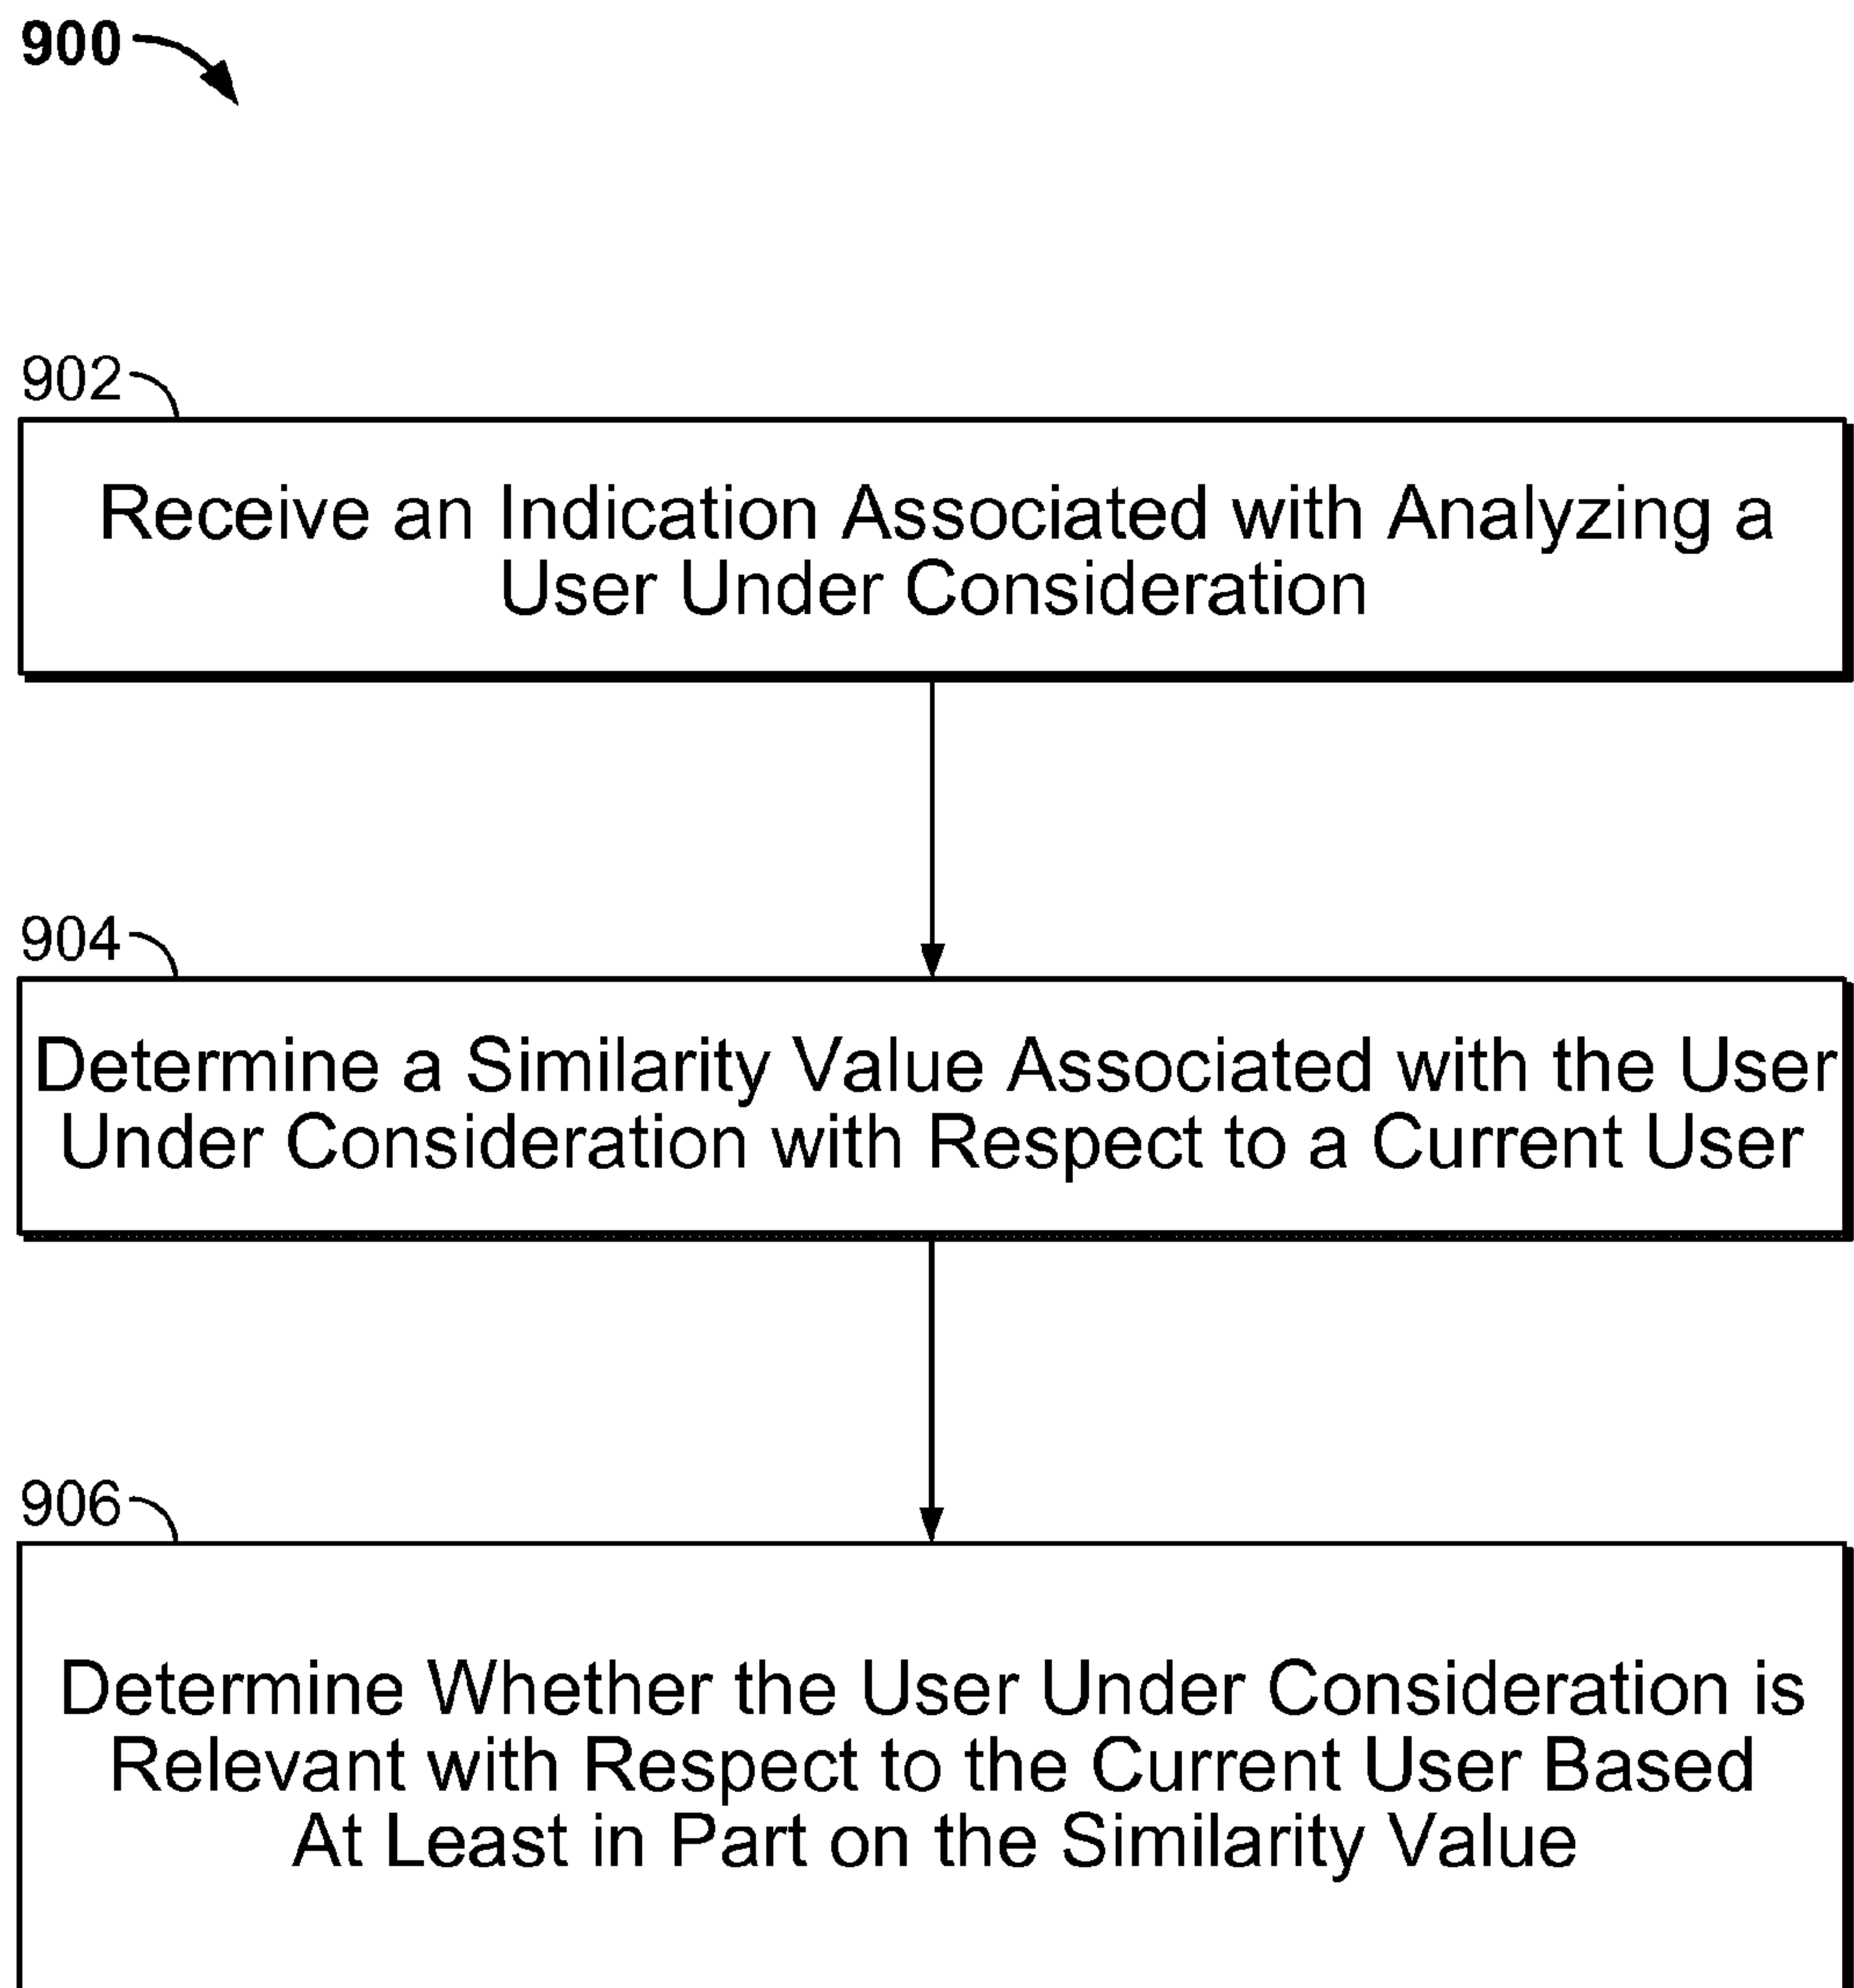 900
902
Receive an Indication Associated with Analyzing a
User Under Consideration
904
Determine a Similarity Value Associated with the User
Under Consideration with Respect to a Current User
906
Determine Whether the User Under Consideration is
Relevant with Respect to the Current User Based
At Least in Part on the Similarity Value